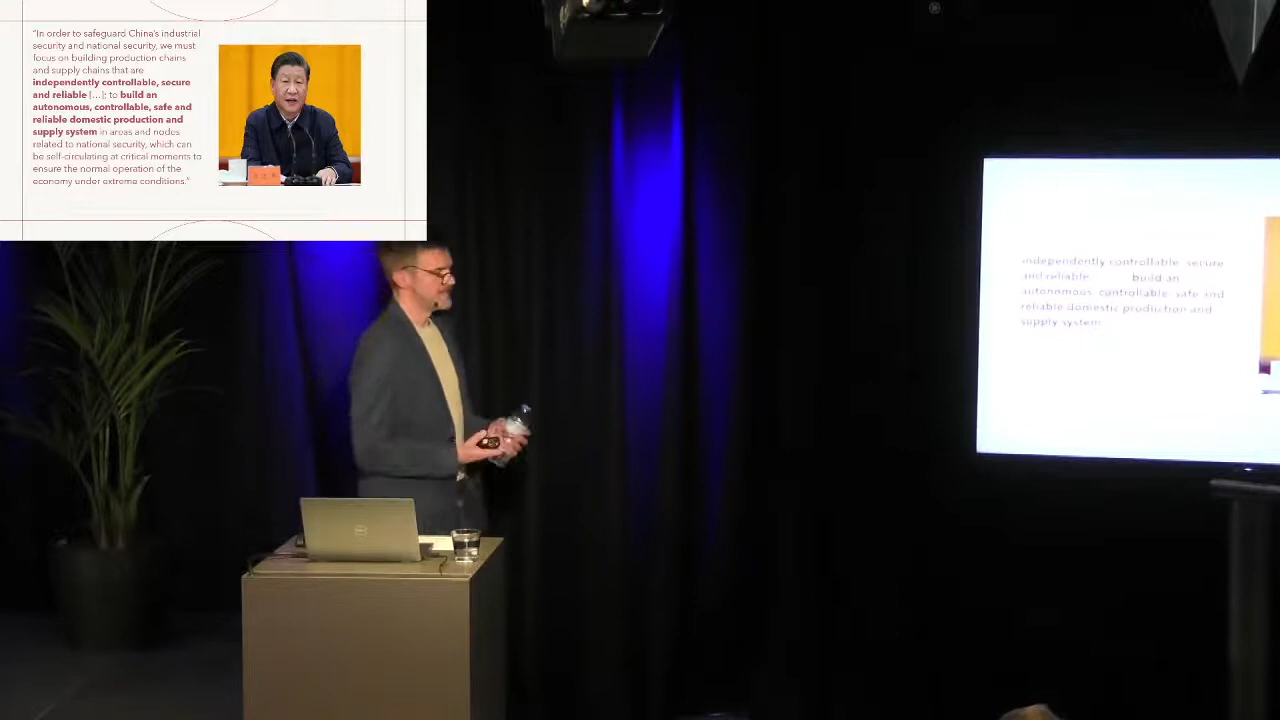 "In order to safeguard China's industrial
security and national security, we must
focus on building production chains
and supply chains that are
independently controllable, secure
and reliable [...]; to build an
autonomous, controllable, safe and
reliable domestic production and
supply system in areas and nodes
related to national security, which can
be self-circulating at critical moments to
ensure the normal operation of the
economy under extreme conditions."
independently controllable secure
and reliable build an
autonomous controllable safe and
reliable domestic production and
supply system